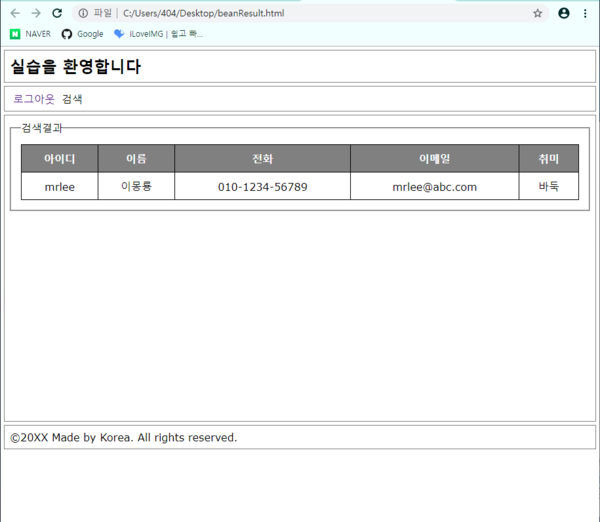 파일 | C:/Users/404/Desktop/beanResult.html
NAVER Google iLoveIMG | 쉽고 빠...
실습을 환영합니다
로그아웃 검색
검색결과
아이디 이름 전화 이메일 취미
mrlee 이몽룡 010-1234-56789 mrlee@abc.com 바둑
©20XX Made by Korea. All rights reserved.